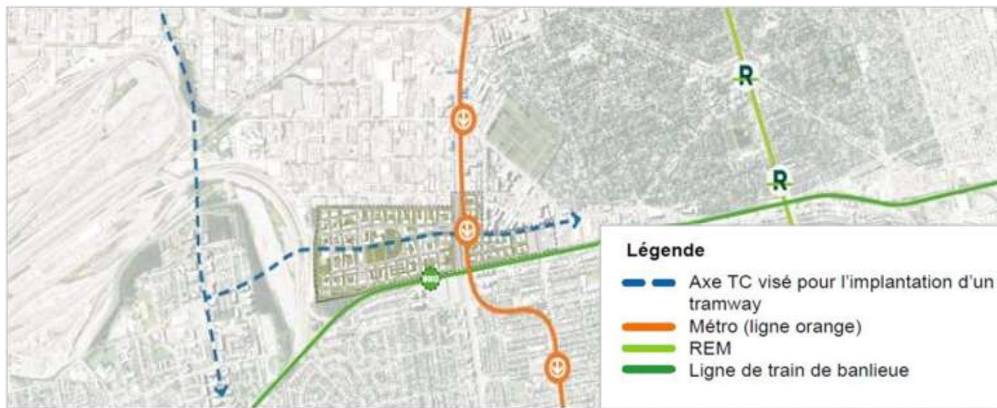 R
R
Légende
Axe TC visé pour l'implantation d'un
tramway
Métro (ligne orange)
REM
Ligne de train de banlieue